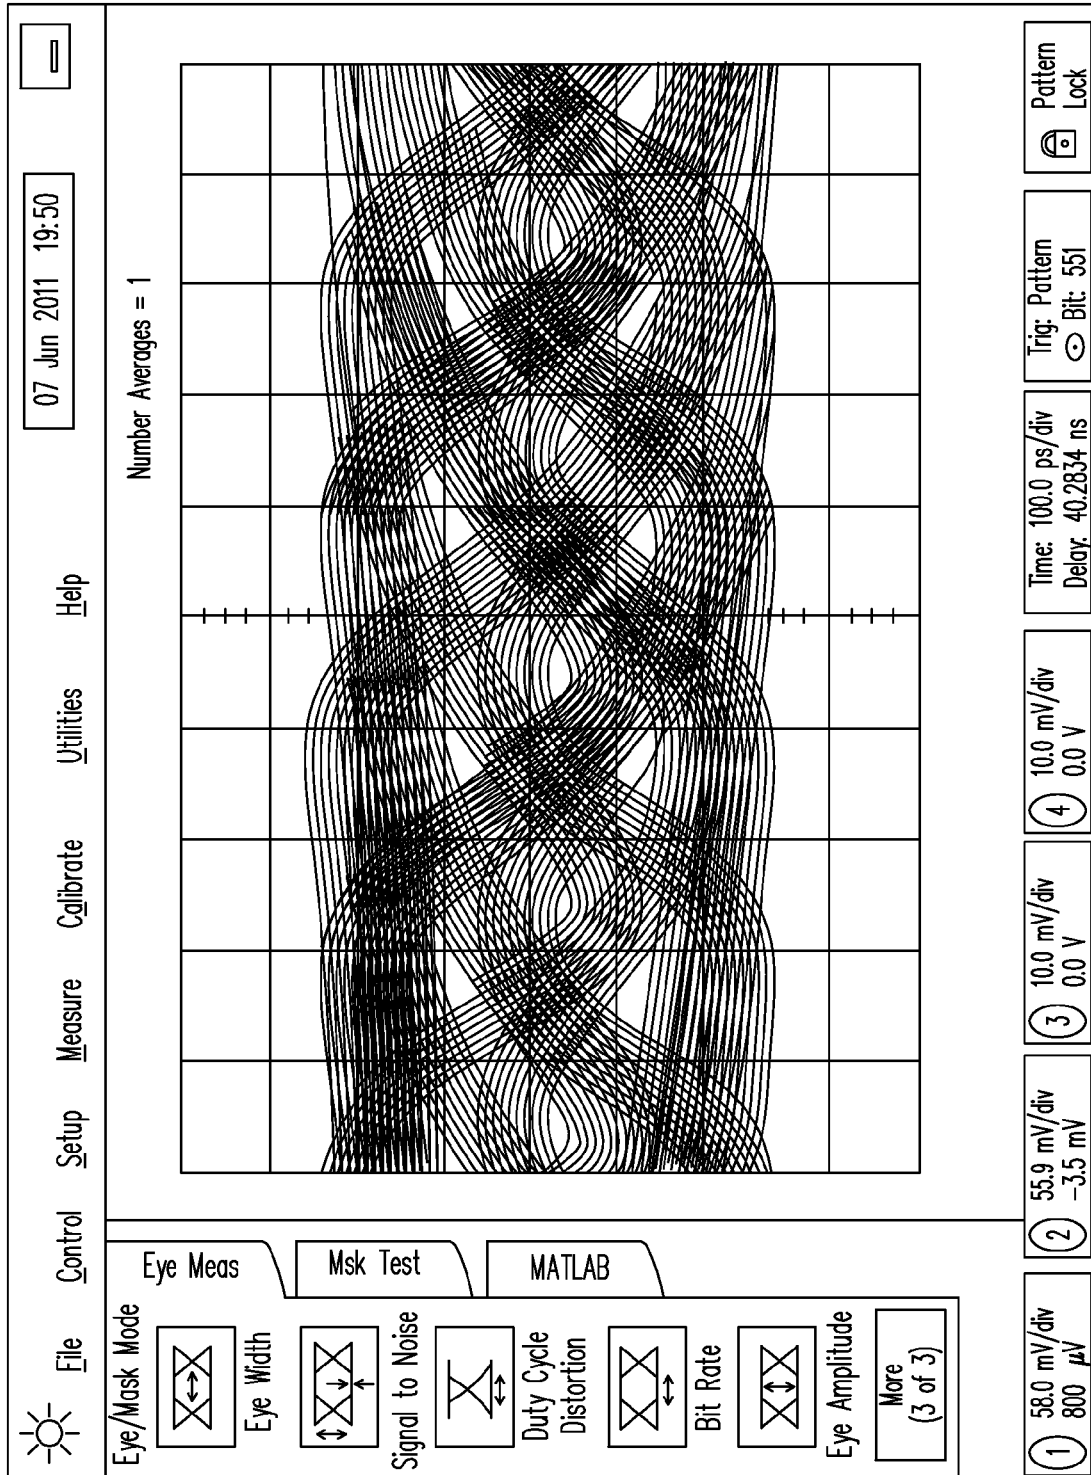 File Control Setup Measure Calibrate Utilities Help
07 Jun 2011 19:50
Eye/Mask Mode
Eye Width
Signal to Noise
Duty Cycle
Distortion
Bit Rate
Eye Amplitude
More
(3 of 3)
Eye Meas
Msk Test
MATLAB
Number Averages = 1
1 58.0 mV/div
800 µV
2 55.9 mV/div
-3.5 mV
3 10.0 mV/div
0.0 V
4 10.0 mV/div
0.0 V
Time: 100.0 ps/div
Delay: 40.2834 ns
Trig: Pattern
Bit: 551
Pattern
Lock